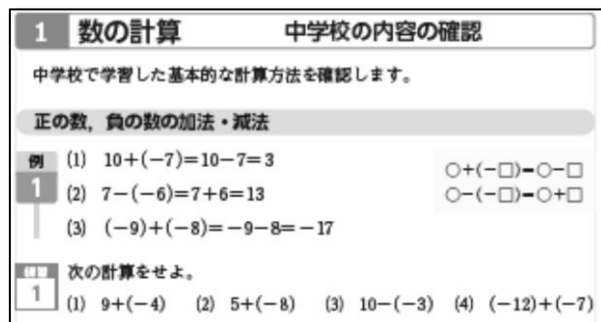 1 数の計算 中学校の内容の確認
中学校で学習した基本的な計算方法を確認します。
正の数，負の数の加法・減法
例1
(1) 10+(−7)=10−7=3
(2) 7−(−6)=7+6=13
(3) (−9)+(−8)=−9−8=−17
○+(−□)=○−□
○−(−□)=○+□
練習1
次の計算をせよ。
(1) 9+(−4) (2) 5+(−8) (3) 10−(−3) (4) (−12)+(−7)